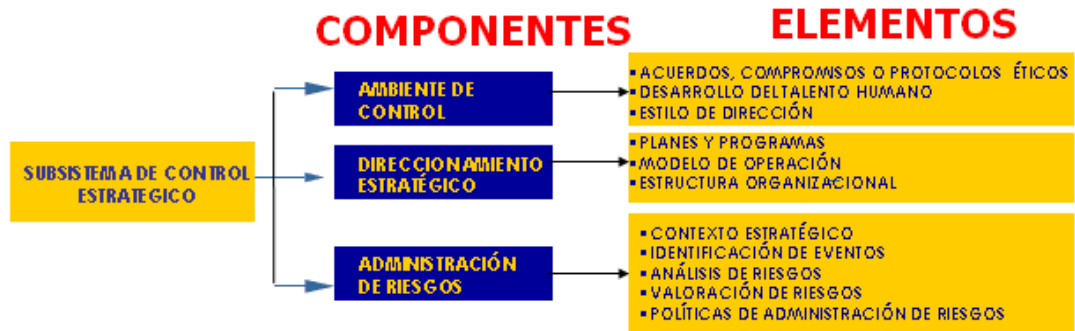 COMPONENTES
ELEMENTOS
SUBSISTEMA DE CONTROL
ESTRATEGICO
AMBIENTE DE
CONTROL
▪ACUERDOS, COMPROMISOS O PROTOCOLOS ÉTICOS
▪DESARROLLO DEL TALENTO HUMANO
▪ESTILO DE DIRECCIÓN
DIRECCIONAMIENTO
ESTRATÉGICO
▪PLANES Y PROGRAMAS
▪MODELO DE OPERACIÓN
▪ESTRUCTURA ORGANIZACIONAL
ADMINISTRACIÓN
DE RIESGOS
▪CONTEXTO ESTRATÉGICO
▪IDENTIFICACIÓN DE EVENTOS
▪ANÁLISIS DE RIESGOS
▪VALORACIÓN DE RIESGOS
▪POLÍTICAS DE ADMINISTRACIÓN DE RIESGOS